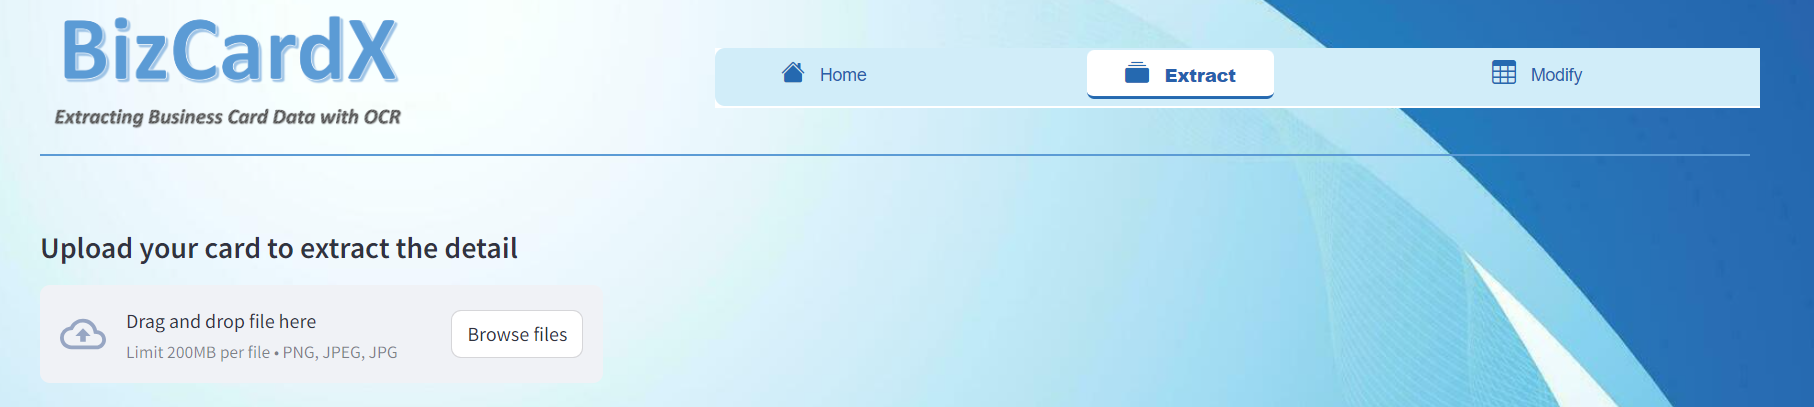 BizCardX
Extracting Business Card Data with OCR
Home
Extract
Modify
Upload your card to extract the detail
Drag and drop file here
Limit 200MB per file • PNG, JPEG, JPG
Browse files